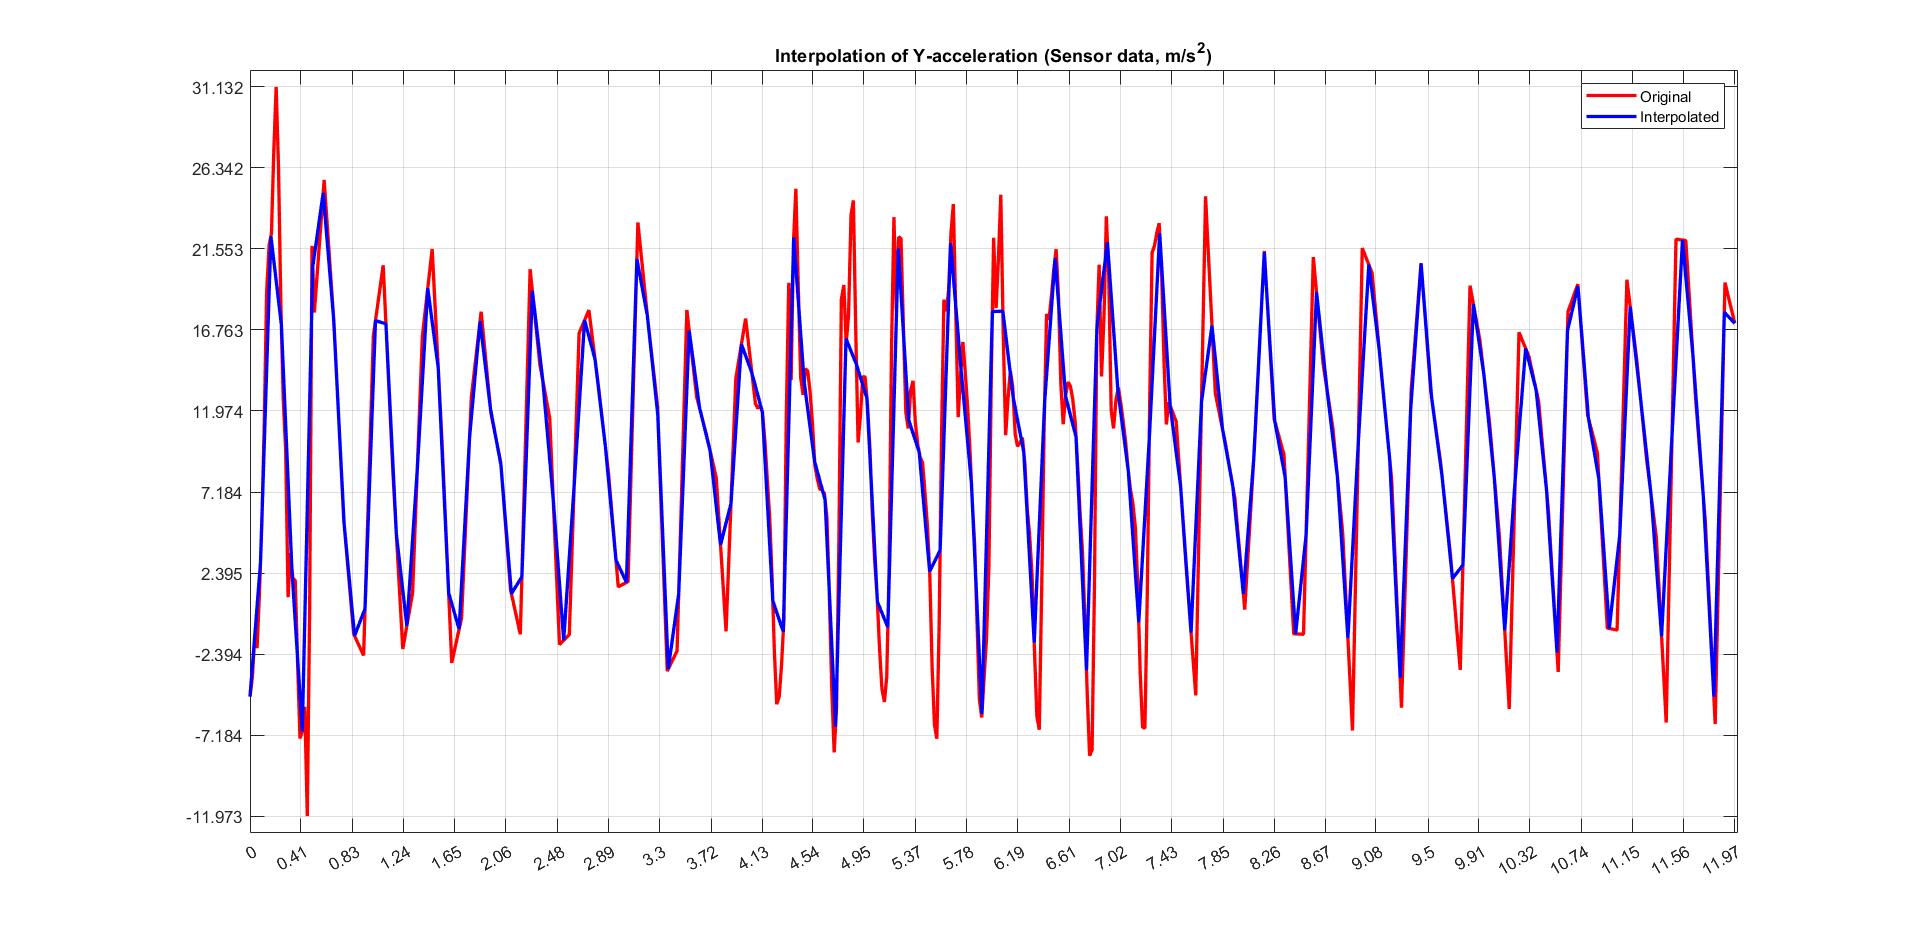 Interpolation of Y-acceleration (Sensor data, m/s²)
Original
Interpolated
31.132
26.342
21.553
16.763
11.974
7.184
2.395
-2.394
-7.184
-11.973
0 0.41 0.83 1.24 1.65 2.06 2.48 2.89 3.3 3.72 4.13 4.54 4.95 5.37 5.78 6.19 6.61 7.02 7.43 7.85 8.26 8.67 9.08 9.5 9.91 10.32 10.74 11.15 11.56 11.97